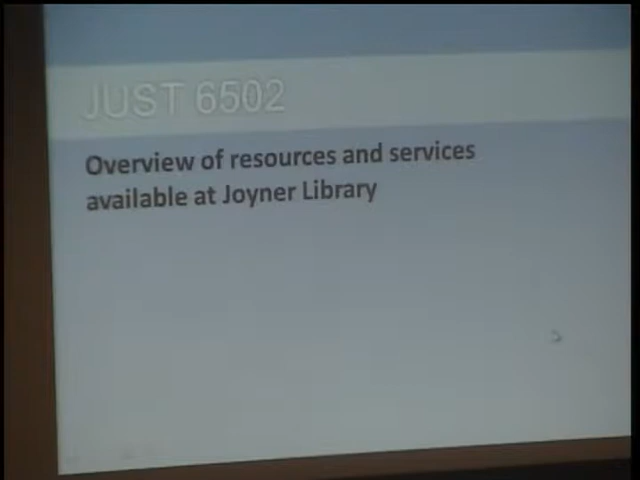 JUST 6502
Overview of resources and services
available at Joyner Library